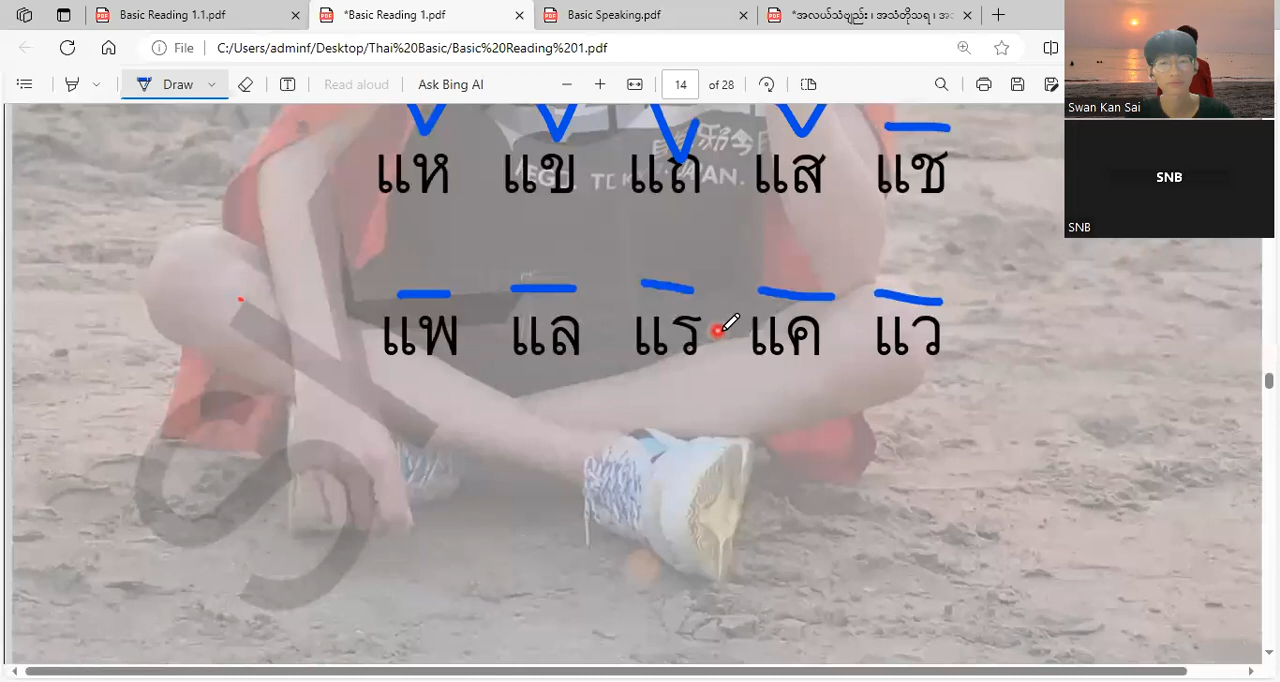 Basic Reading 1.1.pdf
*Basic Reading 1.pdf
Basic Speaking.pdf
File
C:/Users/adminf/Desktop/Thai%20Basic/Basic%20Reading%201.pdf
Draw
Read aloud
Ask Bing AI
14 of 28
Swan Kan Sai
SNB
SNB
แห แข แถ แส แช
แพ แล แร แค แว